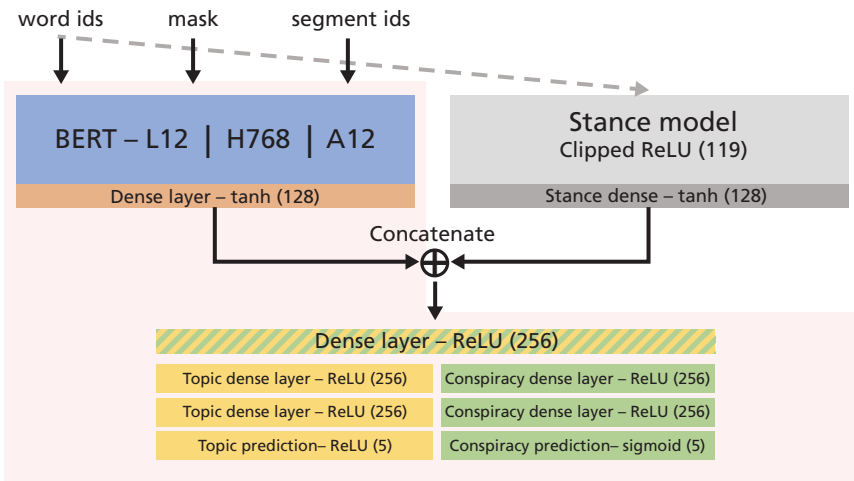 word ids mask segment ids
BERT – L12 | H768 | A12
Dense layer – tanh (128)
Stance model
Clipped ReLU (119)
Stance dense – tanh (128)
Concatenate
Dense layer – ReLU (256)
Topic dense layer – ReLU (256) Conspiracy dense layer – ReLU (256)
Topic dense layer – ReLU (256) Conspiracy dense layer – ReLU (256)
Topic prediction– ReLU (5) Conspiracy prediction– sigmoid (5)